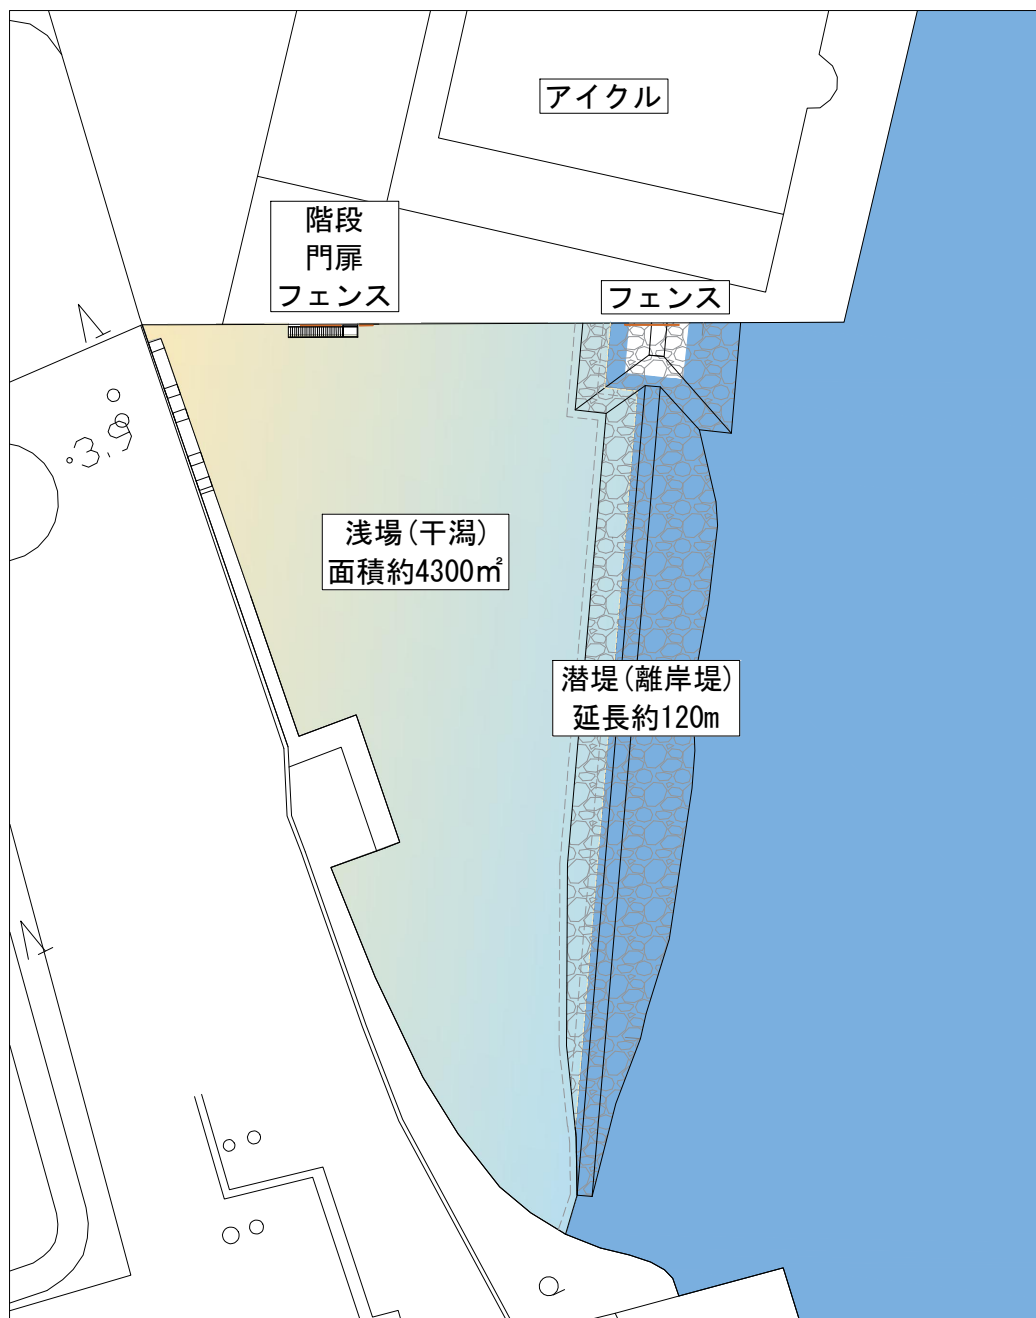 アイクル
階段
門扉
フェンス
フェンス
3.9
浅場(干潟)
面積約4300㎡
潜堤(離岸堤)
延長約120m